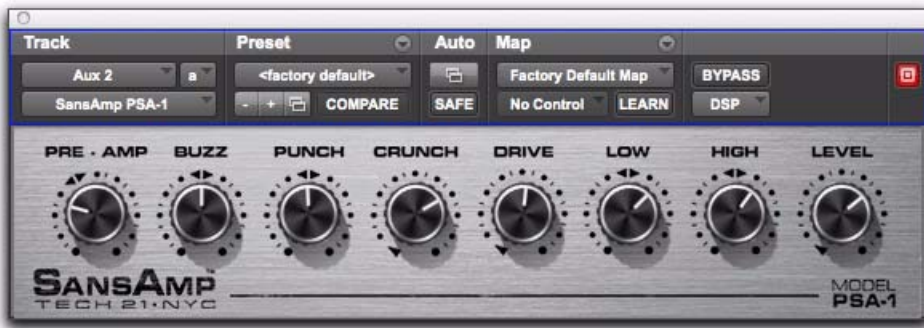 Track Preset Auto Map
Aux 2 a <factory default> Factory Default Map BYPASS
SansAmp PSA-1 - + COMPARE SAFE No Control LEARN DSP
PRE - AMP BUZZ PUNCH CRUNCH DRIVE LOW HIGH LEVEL
SANSAMP™ MODEL
TECH 21•NYC PSA-1